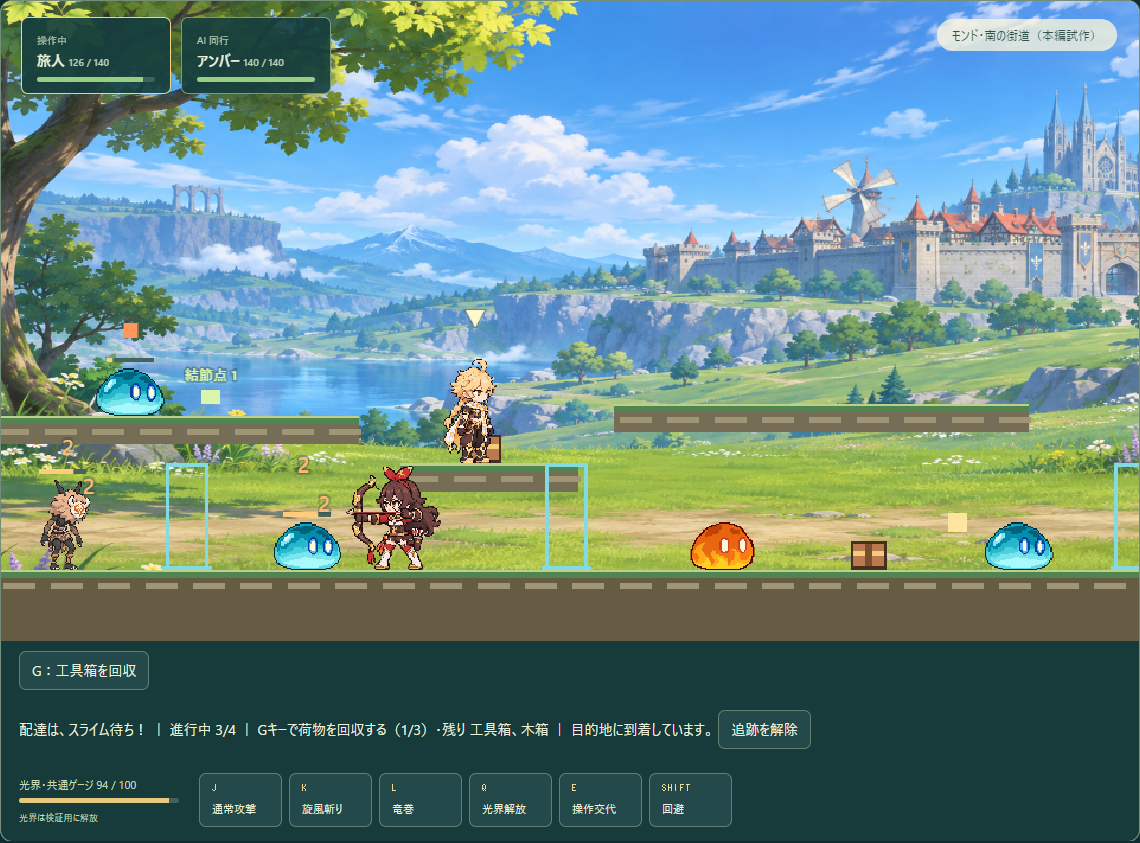 操作中
旅人 126 / 140
AI 同行
アンバー 140 / 140
モンド・南の街道（本編試作）
結節点 1
2
2
2
2
G：工具箱を回収
配達は、スライム待ち！ | 進行中 3/4 | Gキーで荷物を回収する（1/3）・残り 工具箱、木箱 | 目的地に到着しています。 追跡を解除
光界・共通ゲージ 94 / 100
光界は検証用に解放
J
通常攻撃
K
旋風斬り
L
竜巻
Q
光界解放
E
操作交代
SHIFT
回避